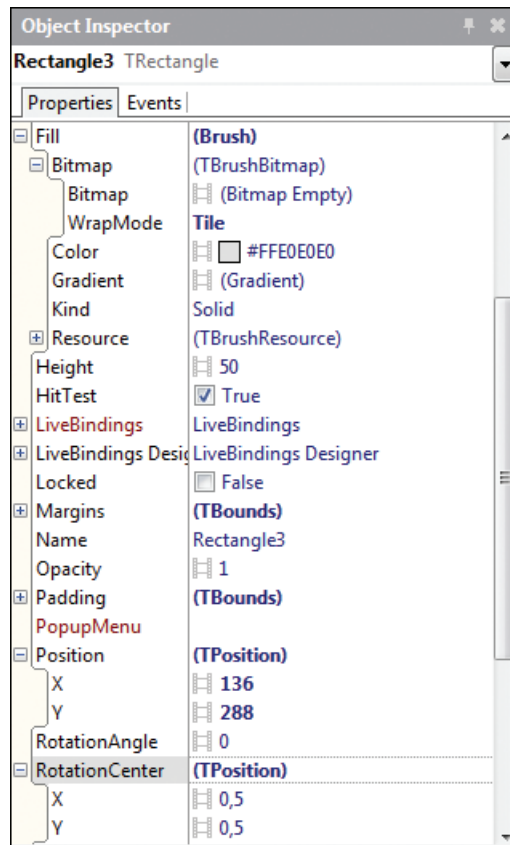 Object Inspector
Rectangle3 TRectangle
Properties Events
Fill (Brush)
Bitmap (TBrushBitmap)
Bitmap (Bitmap Empty)
WrapMode Tile
Color #FFE0E0E0
Gradient (Gradient)
Kind Solid
Resource (TBrushResource)
Height 50
HitTest True
LiveBindings LiveBindings
LiveBindings Desig LiveBindings Designer
Locked False
Margins (TBounds)
Name Rectangle3
Opacity 1
Padding (TBounds)
PopupMenu
Position (TPosition)
X 136
Y 288
RotationAngle 0
RotationCenter (TPosition)
X 0,5
Y 0,5